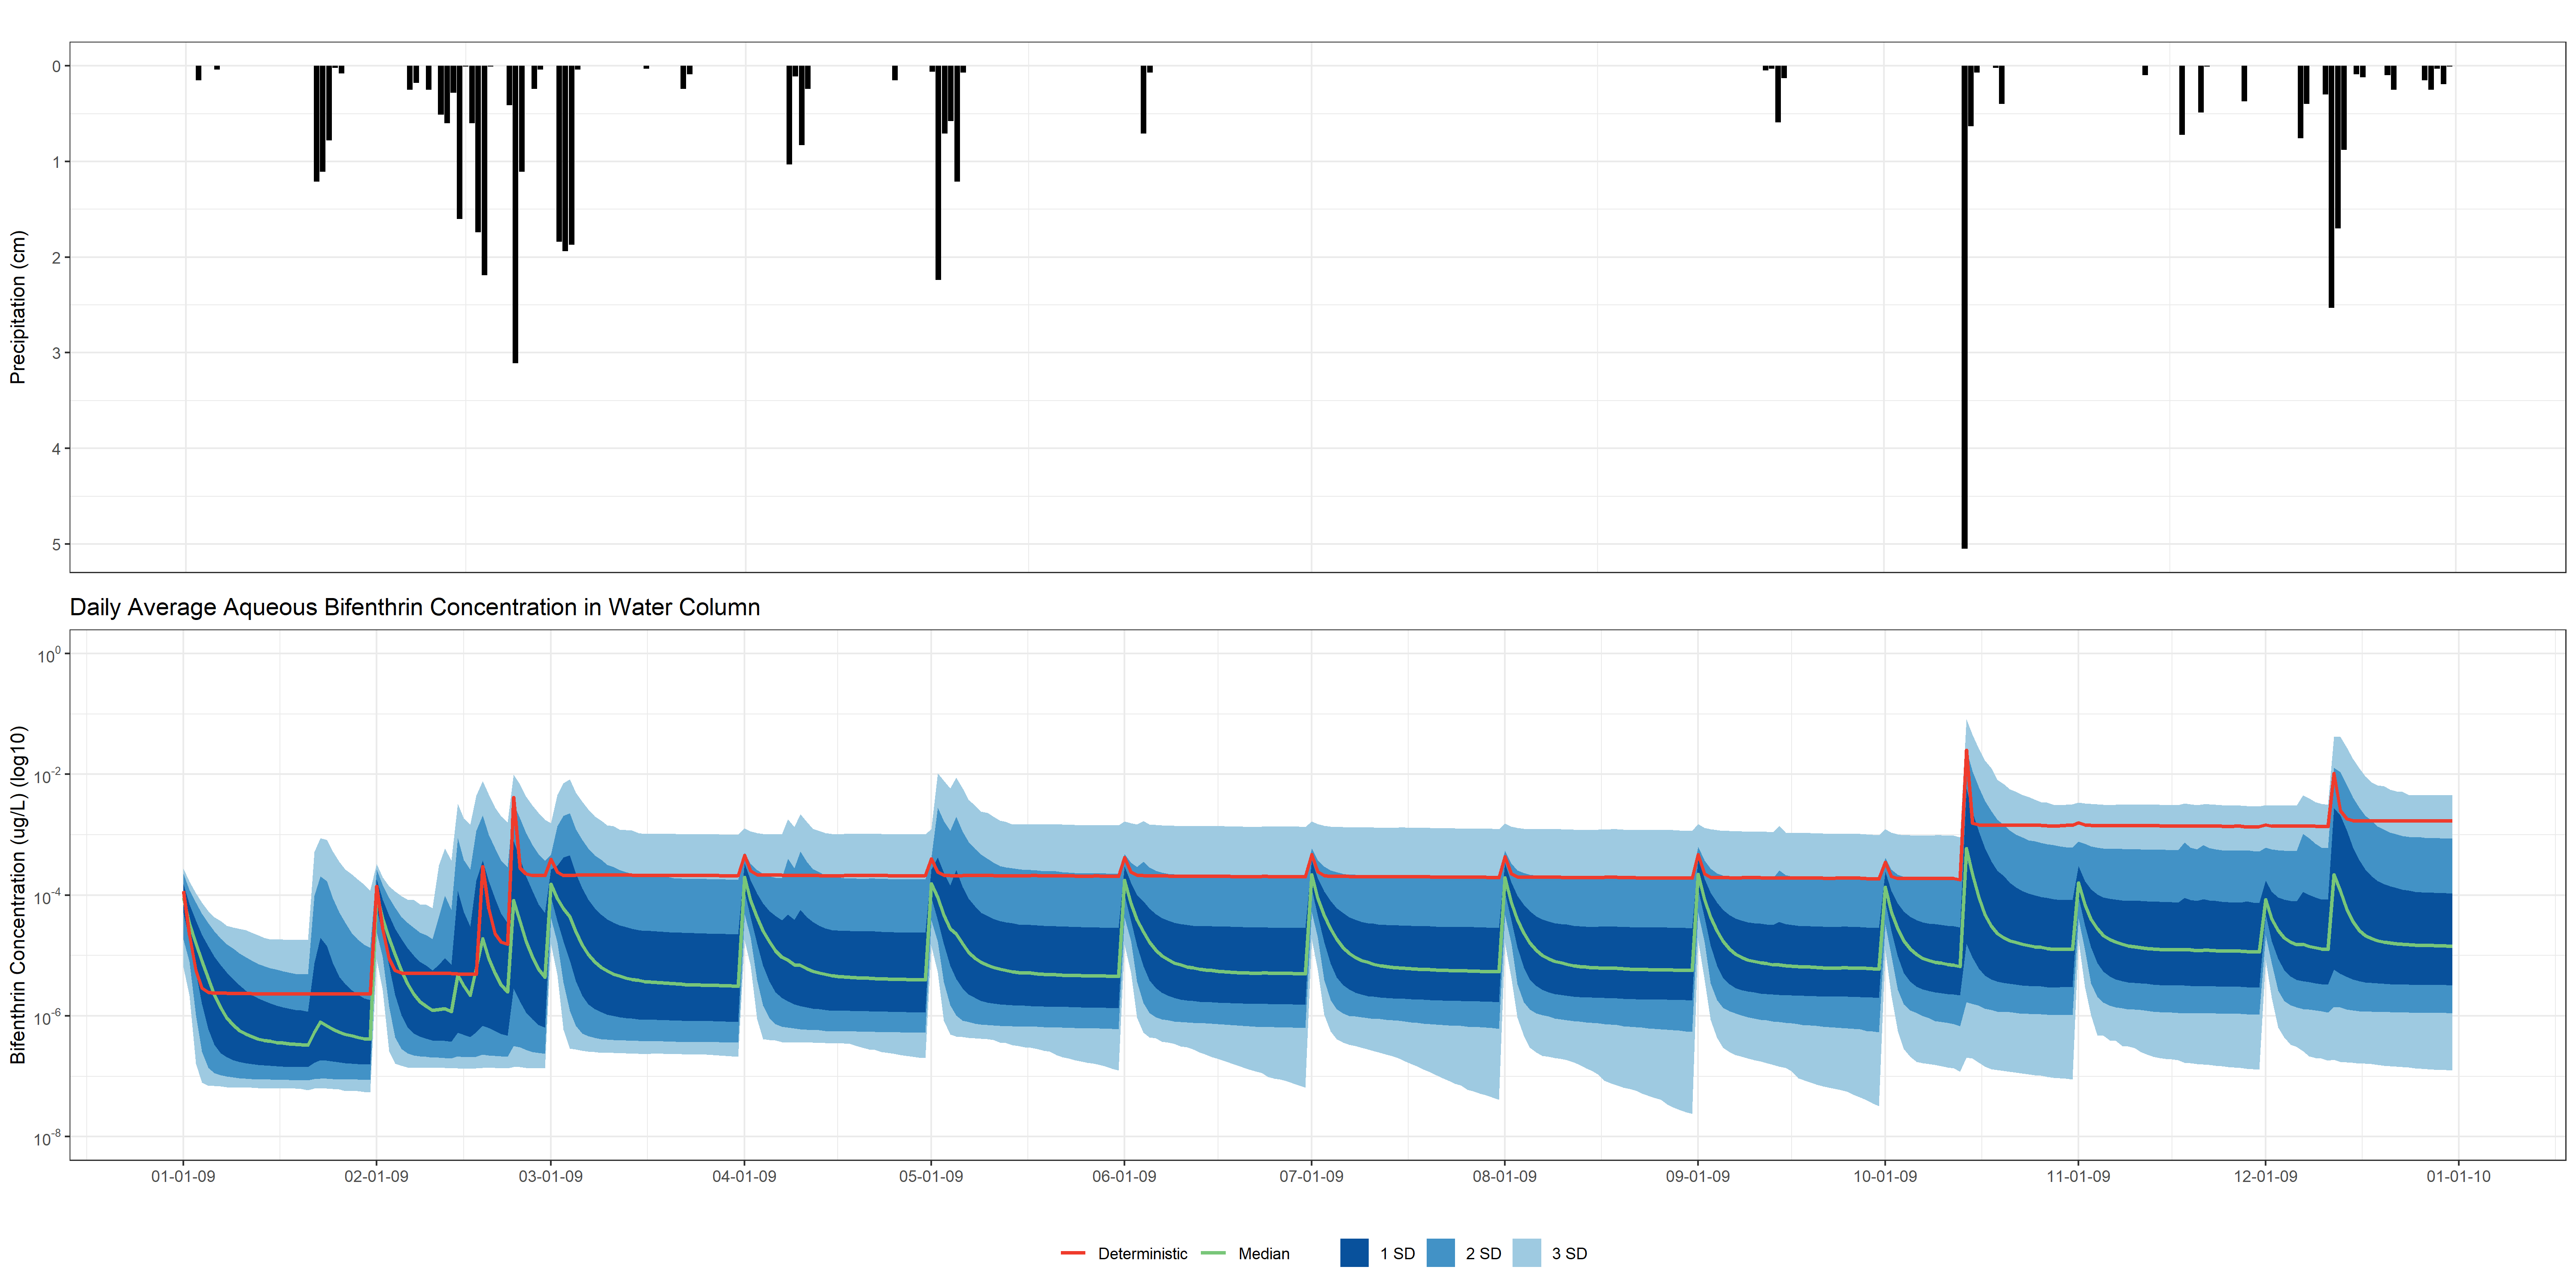 0
1
2
3
4
5
Precipitation (cm)
Daily Average Aqueous Bifenthrin Concentration in Water Column
10^0
10^-2
10^-4
10^-6
10^-8
Bifenthrin Concentration (ug/L) (log10)
01-01-09 02-01-09 03-01-09 04-01-09 05-01-09 06-01-09 07-01-09 08-01-09 09-01-09 10-01-09 11-01-09 12-01-09 01-01-10
Deterministic Median 1 SD 2 SD 3 SD